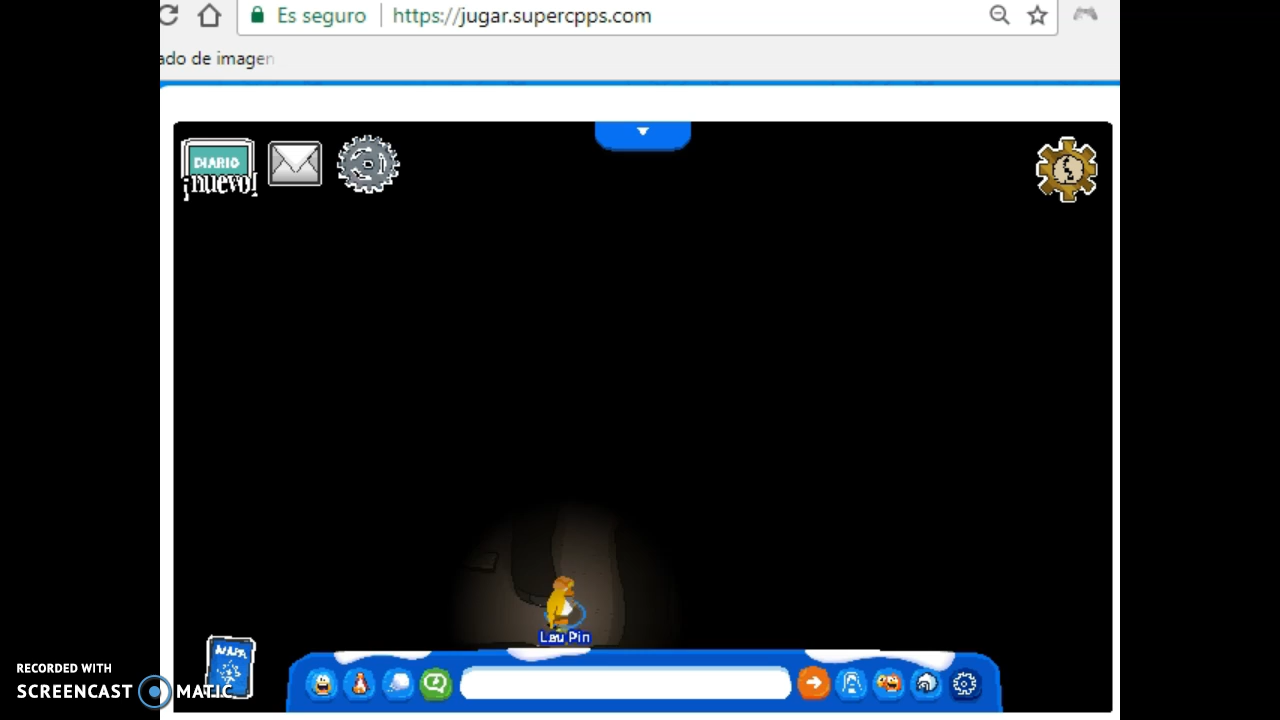 Es seguro https://jugar.supercpps.com
ado de imagen
DIARIO
¡nuevo!
Lau Pin
MAPA
RECORDED WITH
SCREENCAST MATIC